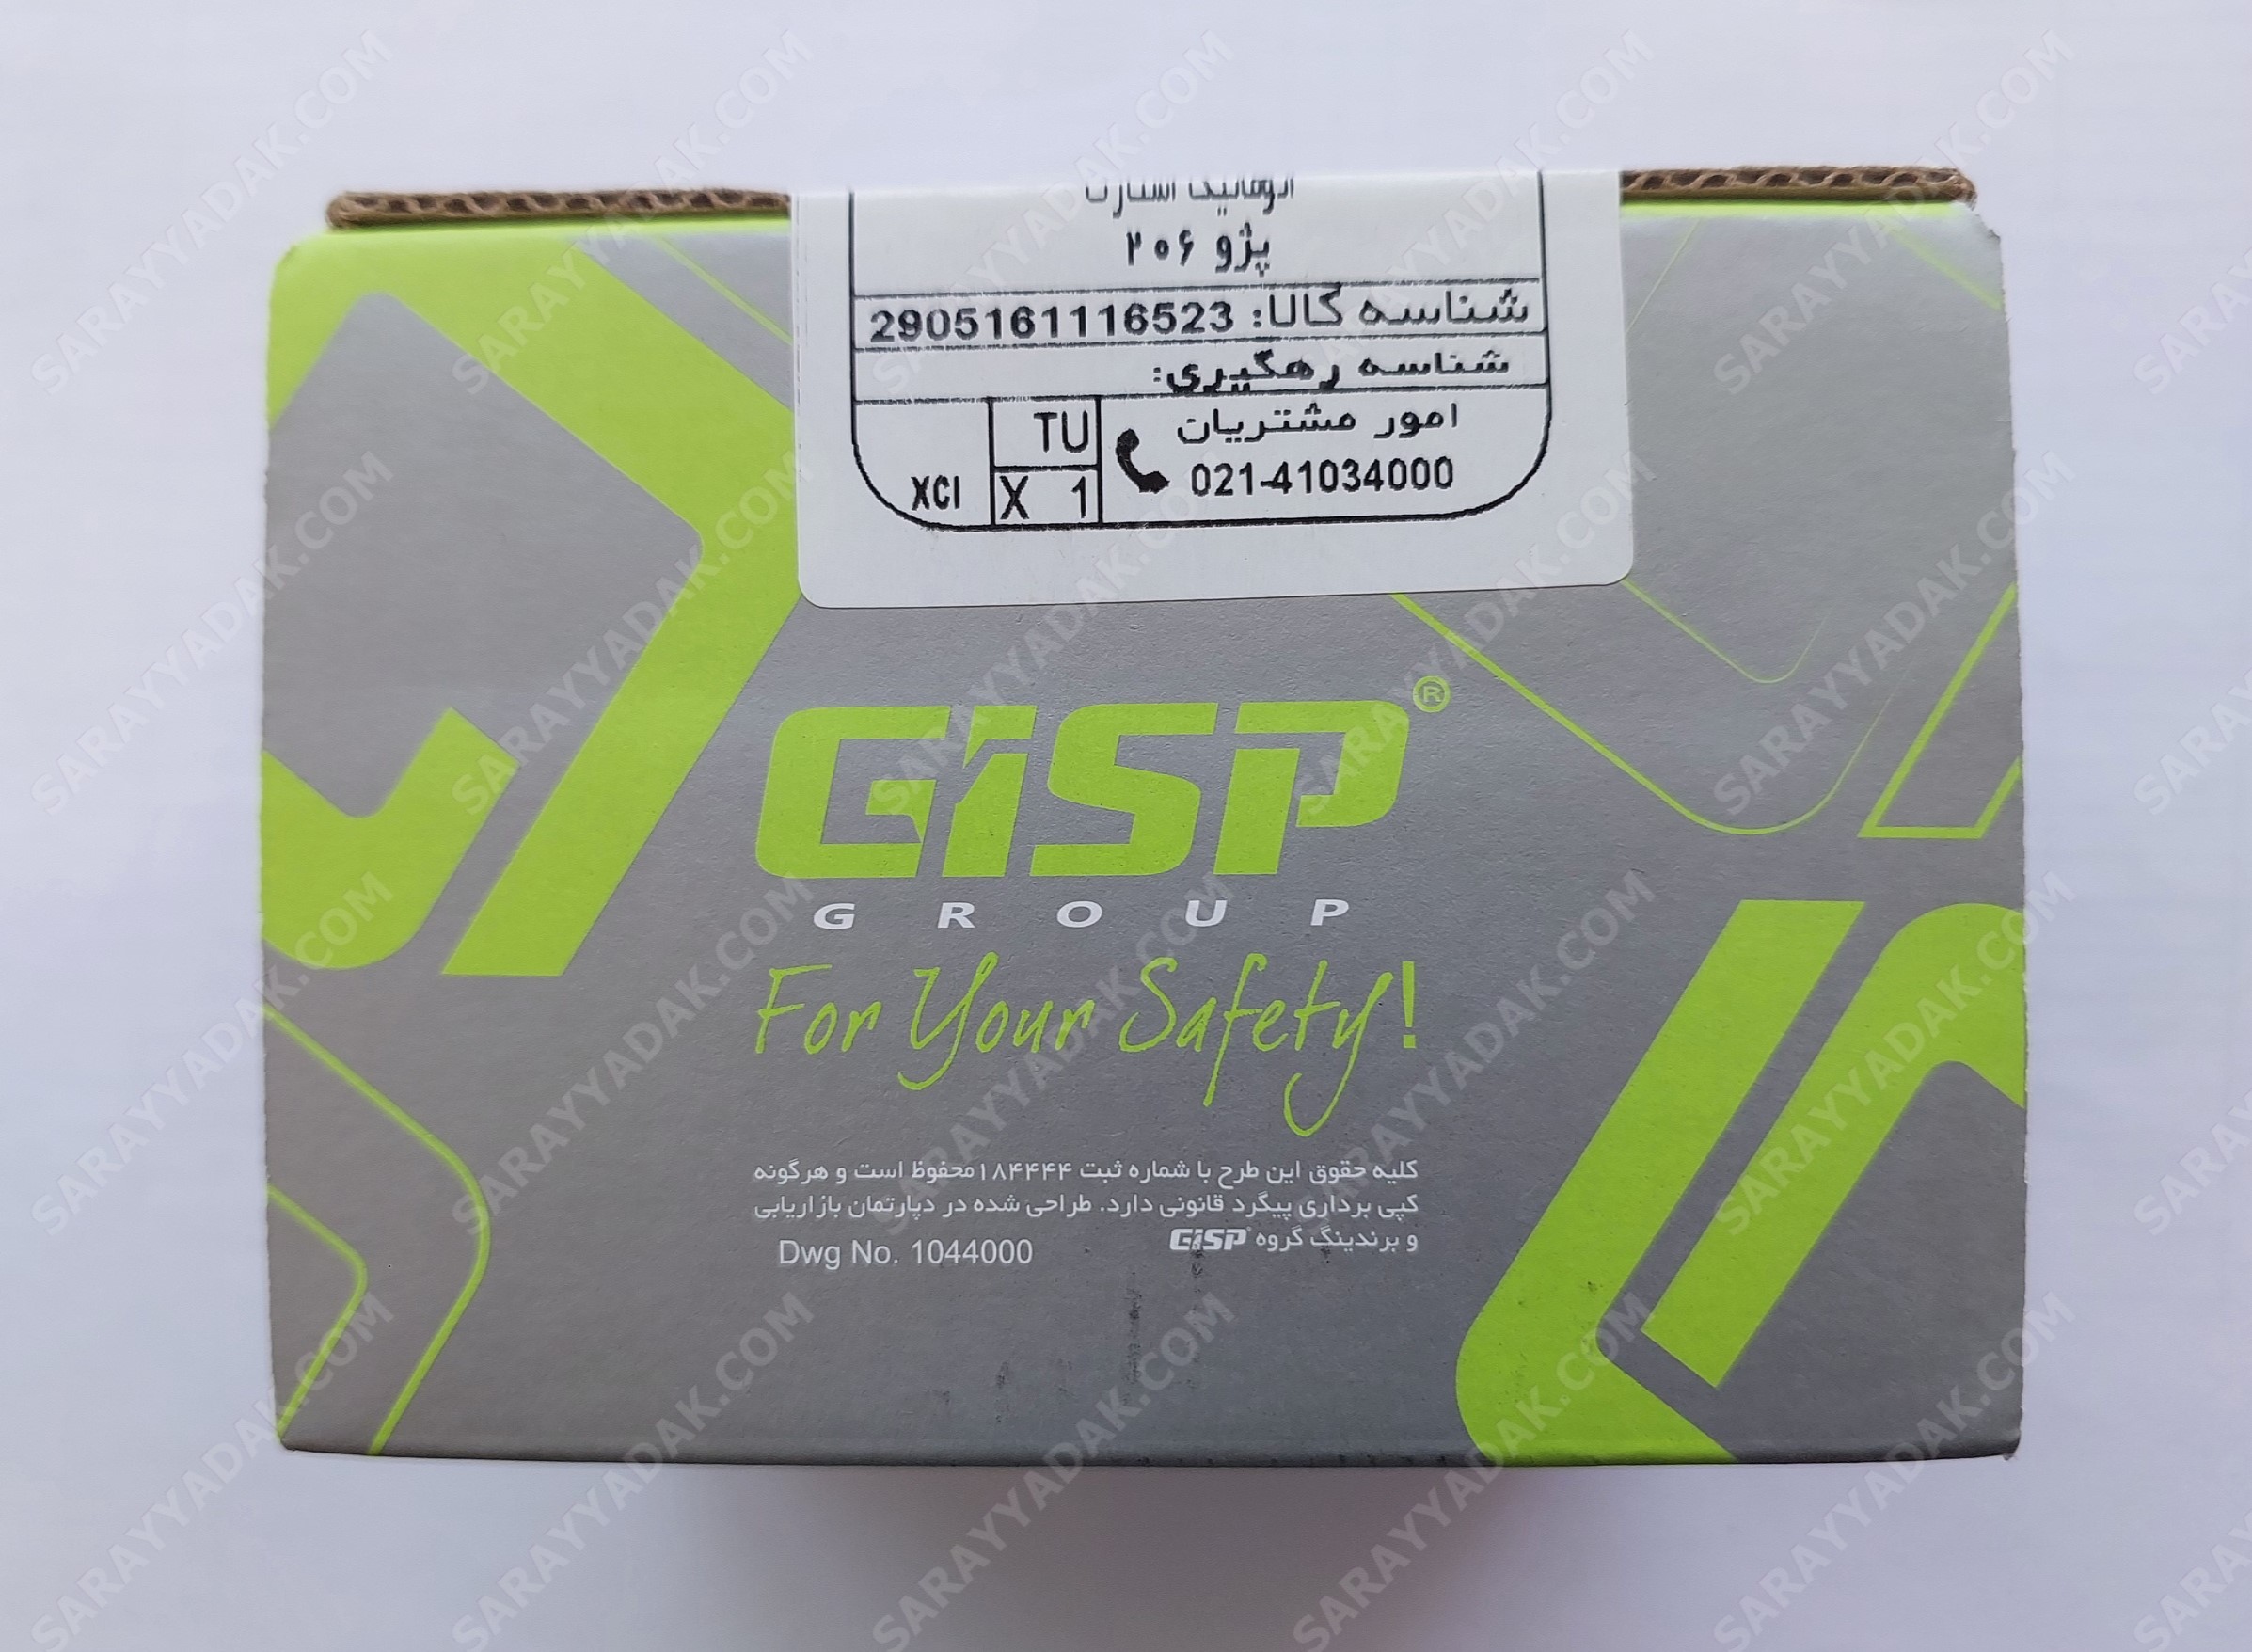 اتوماتیک استارت
پژو ۲۰۶
شناسه کالا: 2905161116523
شناسه رهگیری:
امور مشتریان
021-41034000
TU
X 1
XCI
GISP®
GROUP
For Your Safety!
کلیه حقوق این طرح با شماره ثبت ۱۸۴۴۴۴ محفوظ است و هرگونه
کپی برداری پیگرد قانونی دارد. طراحی شده در دپارتمان بازاریابی
و برندینگ گروه GISP®
Dwg No. 1044000
SARAYYADAK.COM